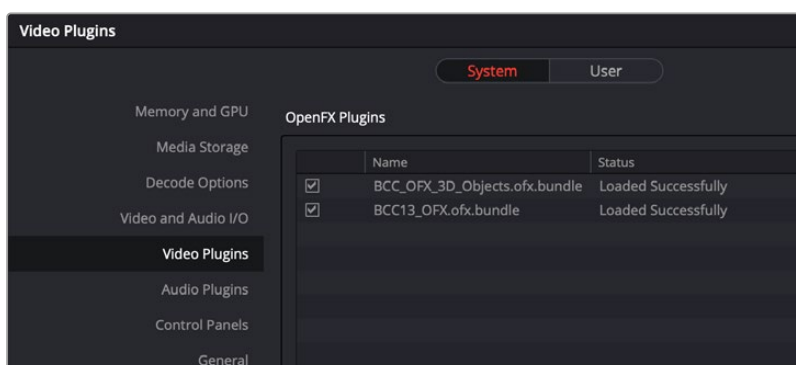 Video Plugins
System User
Memory and GPU
Media Storage
Decode Options
Video and Audio I/O
Video Plugins
Audio Plugins
Control Panels
General
OpenFX Plugins
Name Status
BCC_OFX_3D_Objects.ofx.bundle Loaded Successfully
BCC13_OFX.ofx.bundle Loaded Successfully